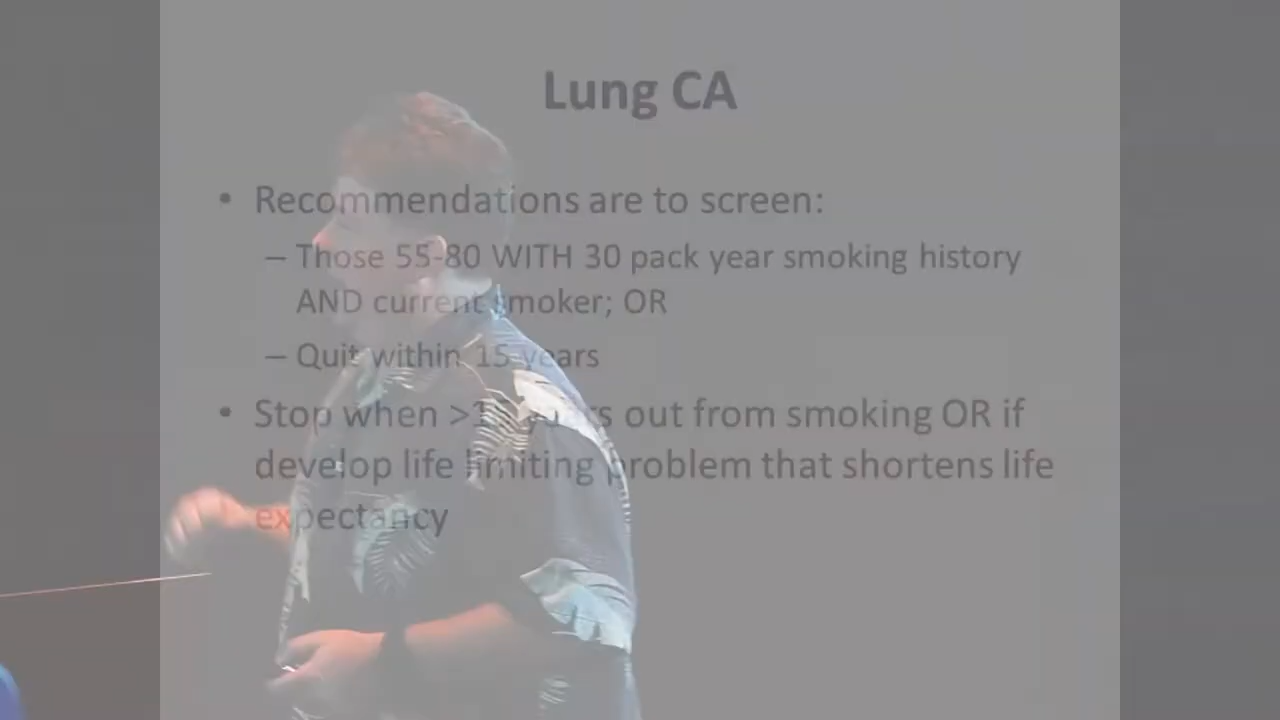 Lung CA
• Recommendations are to screen:
– Those 55-80 WITH 30 pack year smoking history
AND current smoker; OR
– Quit within 15 years
• Stop when >15 years out from smoking OR if
develop life limiting problem that shortens life
expectancy